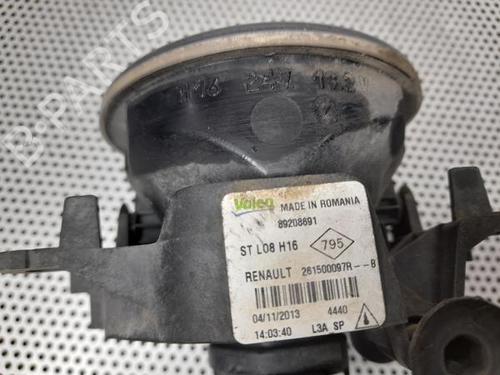 B-PARTS
Valeo MADE IN ROMANIA
89208691
ST L08 H16 795
RENAULT 261500097R--B
04/11/2013 4440
14:03:40 L3A SP